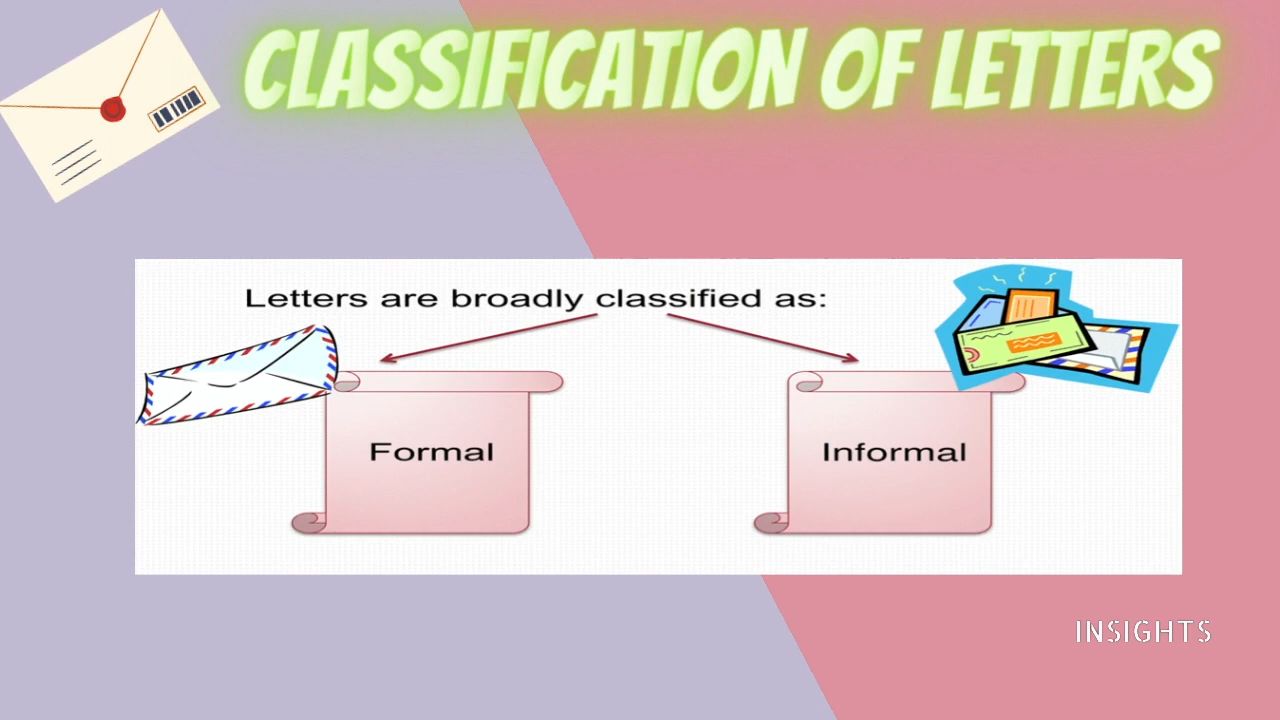 CLASSIFICATION OF LETTERS
Letters are broadly classified as:
Formal
Informal
INSIGHTS